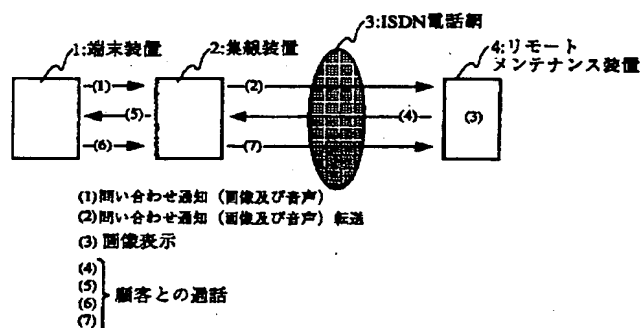 3:ISDN電話網
1:端末装置
2:集線装置
4:リモート
メンテナンス装置
(1)
(2)
(5)
(4)
(3)
(6)
(7)
(1)問い合わせ通知（画像及び音声）
(2)問い合わせ通知（画像及び音声）転送
(3) 画像表示
(4)
(5)
(6)
(7)
顧客との通話